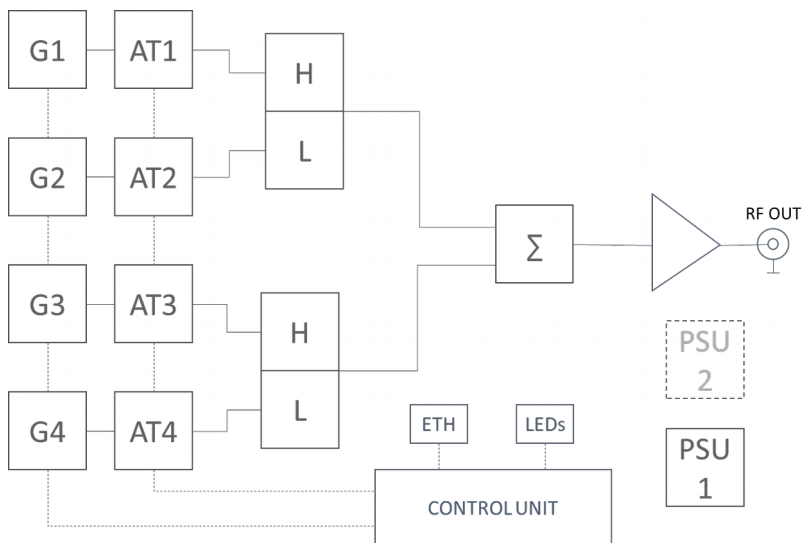 G1
AT1
H
L
G2
AT2
G3
AT3
H
L
G4
AT4
∑
RF OUT
PSU
2
PSU
1
ETH
LEDs
CONTROL UNIT